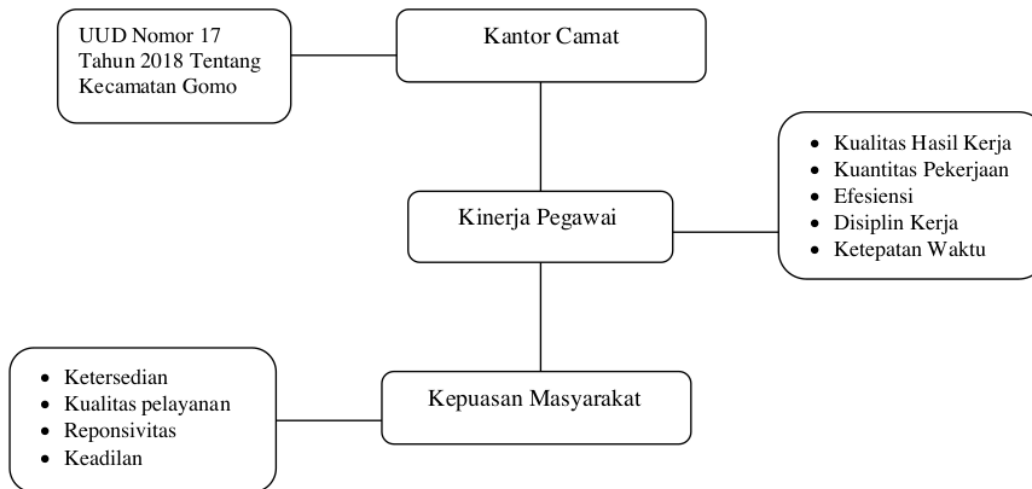 UUD Nomor 17
Tahun 2018 Tentang
Kecamatan Gomo
Kantor Camat
• Kualitas Hasil Kerja
• Kuantitas Pekerjaan
• Efesiensi
• Disiplin Kerja
• Ketepatan Waktu
Kinerja Pegawai
• Ketersedian
• Kualitas pelayanan
• Reponsivitas
• Keadilan
Kepuasan Masyarakat